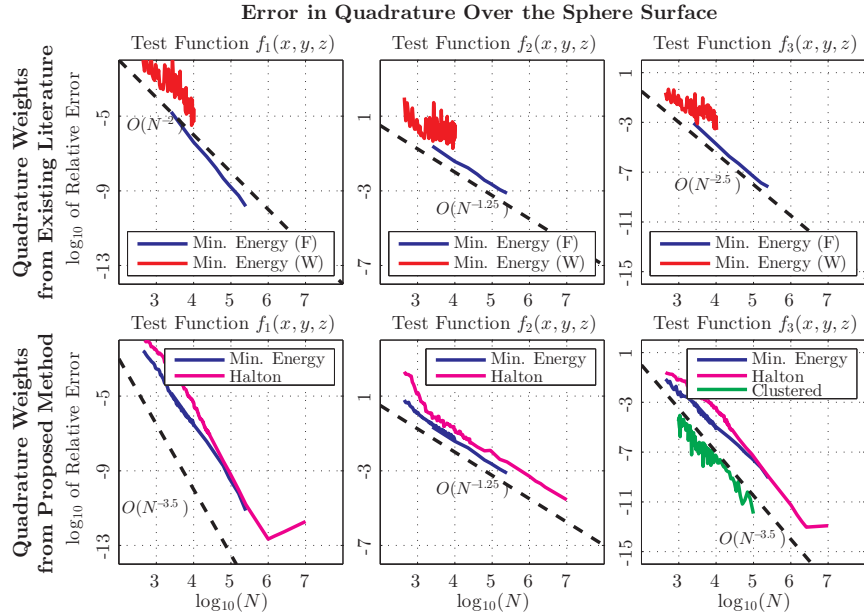 Error in Quadrature Over the Sphere Surface
Quadrature Weights
from Existing Literature
log10 of Relative Error
Test Function f1(x, y, z)
-5
-9
-13
O(N^-2)
Min. Energy (F)
Min. Energy (W)
3 4 5 6 7
Test Function f2(x, y, z)
1
-3
-7
O(N^-1.25)
Min. Energy (F)
Min. Energy (W)
3 4 5 6 7
Test Function f3(x, y, z)
1
-3
-7
-11
-15
O(N^-2.5)
Min. Energy (F)
Min. Energy (W)
3 4 5 6 7
Quadrature Weights
from Proposed Method
log10 of Relative Error
Test Function f1(x, y, z)
Min. Energy
Halton
-5
-9
-13
O(N^-3.5)
3 4 5 6 7
log10(N)
Test Function f2(x, y, z)
Min. Energy
Halton
1
-3
-7
O(N^-1.25)
3 4 5 6 7
log10(N)
Test Function f3(x, y, z)
Min. Energy
Halton
Clustered
1
-3
-7
-11
-15
O(N^-3.5)
3 4 5 6 7
log10(N)